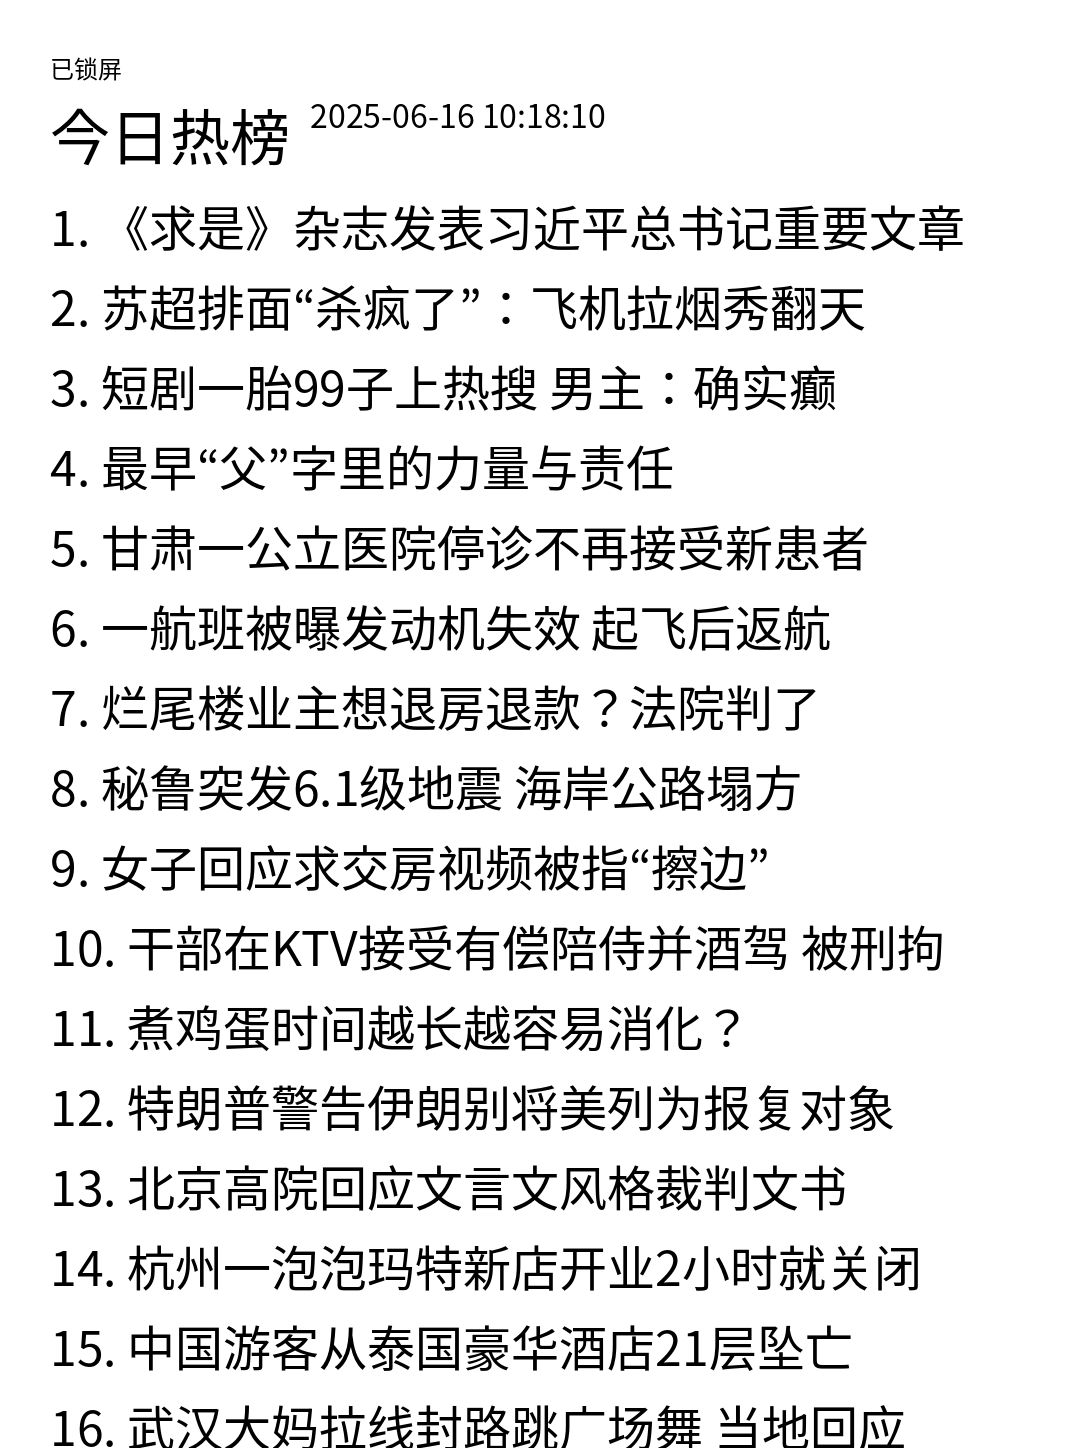 已锁屏
今日热榜 2025-06-16 10:18:10
1. 《求是》杂志发表习近平总书记重要文章
2. 苏超排面“杀疯了”：飞机拉烟秀翻天
3. 短剧一胎99子上热搜 男主：确实癫
4. 最早“父”字里的力量与责任
5. 甘肃一公立医院停诊不再接受新患者
6. 一航班被曝发动机失效 起飞后返航
7. 烂尾楼业主想退房退款？法院判了
8. 秘鲁突发6.1级地震 海岸公路塌方
9. 女子回应求交房视频被指“擦边”
10. 干部在KTV接受有偿陪侍并酒驾 被刑拘
11. 煮鸡蛋时间越长越容易消化？
12. 特朗普警告伊朗别将美列为报复对象
13. 北京高院回应文言文风格裁判文书
14. 杭州一泡泡玛特新店开业2小时就关闭
15. 中国游客从泰国豪华酒店21层坠亡
16. 武汉大妈拉线封路跳广场舞 当地回应